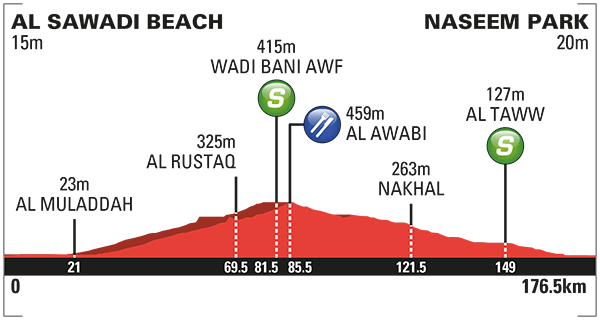 AL SAWADI BEACH
15m
NASEEM PARK
20m
415m
WADI BANI AWF
S
459m
AL AWABI
127m
AL TAWW
S
325m
AL RUSTAQ
263m
NAKHAL
23m
AL MULADDAH
21
69.5
81.5
85.5
121.5
149
0
176.5km